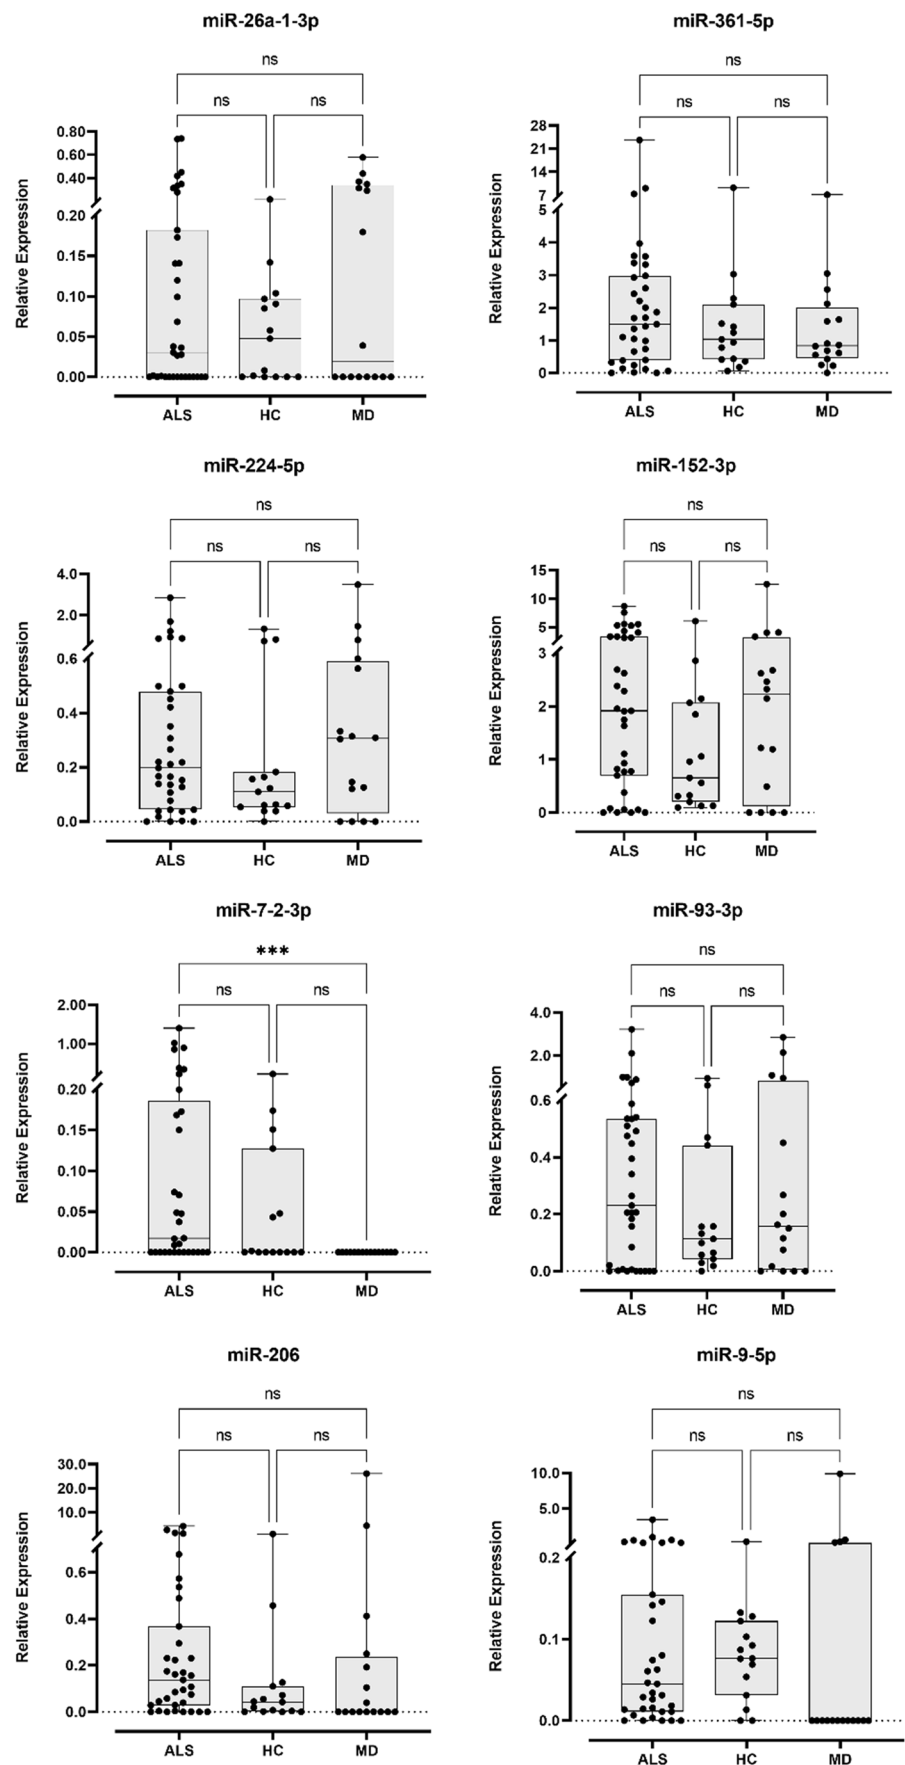 miR-26a-1-3p
ns
ns
ns
0.80
0.60
0.40
0.20
0.15
0.10
0.05
0.00
Relative Expression
ALS HC MD
miR-361-5p
ns
ns
ns
28
21
14
7
5
4
3
2
1
0
Relative Expression
ALS HC MD
miR-224-5p
ns
ns
ns
4.0
2.0
0.6
0.4
0.2
0.0
Relative Expression
ALS HC MD
miR-152-3p
ns
ns
ns
15
10
5
3
2
1
0
Relative Expression
ALS HC MD
miR-7-2-3p
***
ns
ns
2.00
1.00
0.20
0.15
0.10
0.05
0.00
Relative Expression
ALS HC MD
miR-93-3p
ns
ns
ns
4.0
2.0
0.6
0.4
0.2
0.0
Relative Expression
ALS HC MD
miR-206
ns
ns
ns
30.0
20.0
10.0
0.6
0.4
0.2
0.0
Relative Expression
ALS HC MD
miR-9-5p
ns
ns
ns
10.0
5.0
0.2
0.1
0.0
Relative Expression
ALS HC MD